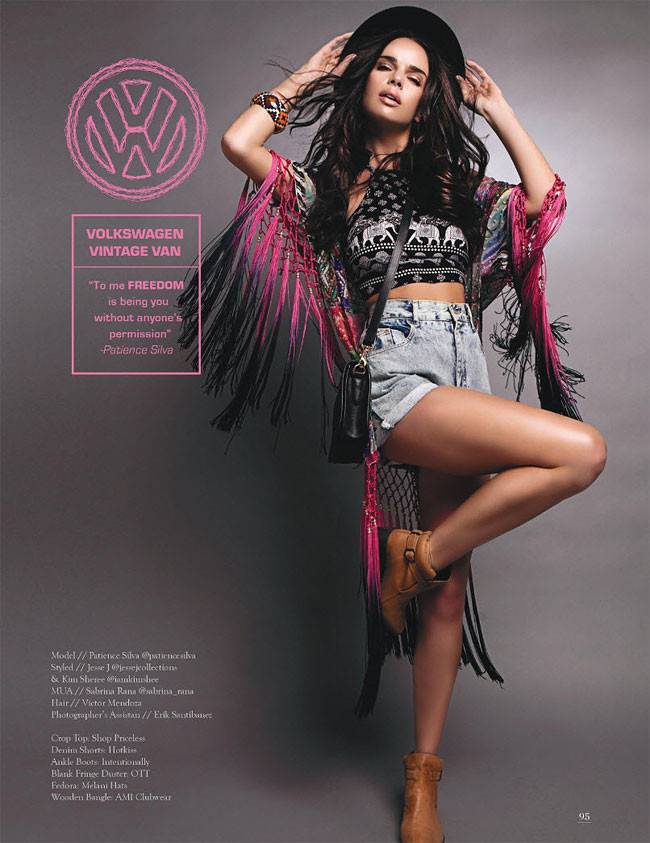 VOLKSWAGEN
VINTAGE VAN
"To me FREEDOM
is being you
without anyone's
permission"
-Patience Silva
Model // Patience Silva @patiencesilva
Styled // Jesse J @jessejcollections
& Kim Sheree @iamkimshee
MUA // Sabrina Rana @sabrina_rana
Hair // Victor Mendoza
Photographer's Assistan // Erik Santibanez
Crop Top: Shop Priceless
Denim Shorts: Hotkiss
Ankle Boots: Intentionally
Blank Fringe Duster: OTT
Fedora: Melani Hats
Wooden Bangle: AMI Clubwear
95